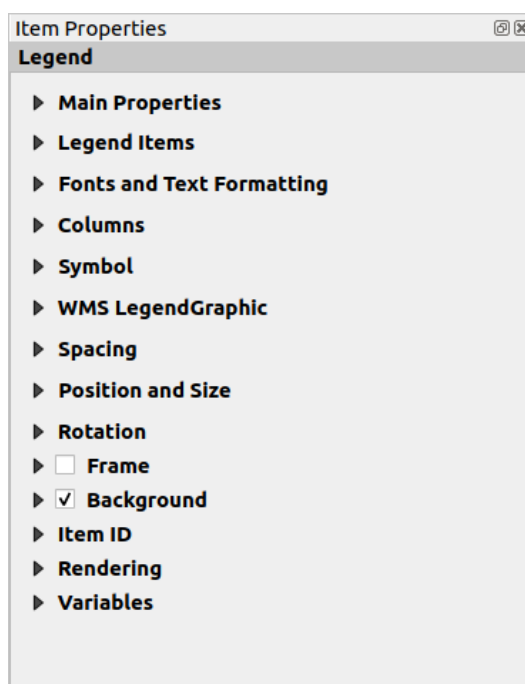 Item Properties
Legend
Main Properties
Legend Items
Fonts and Text Formatting
Columns
Symbol
WMS LegendGraphic
Spacing
Position and Size
Rotation
Frame
Background
Item ID
Rendering
Variables